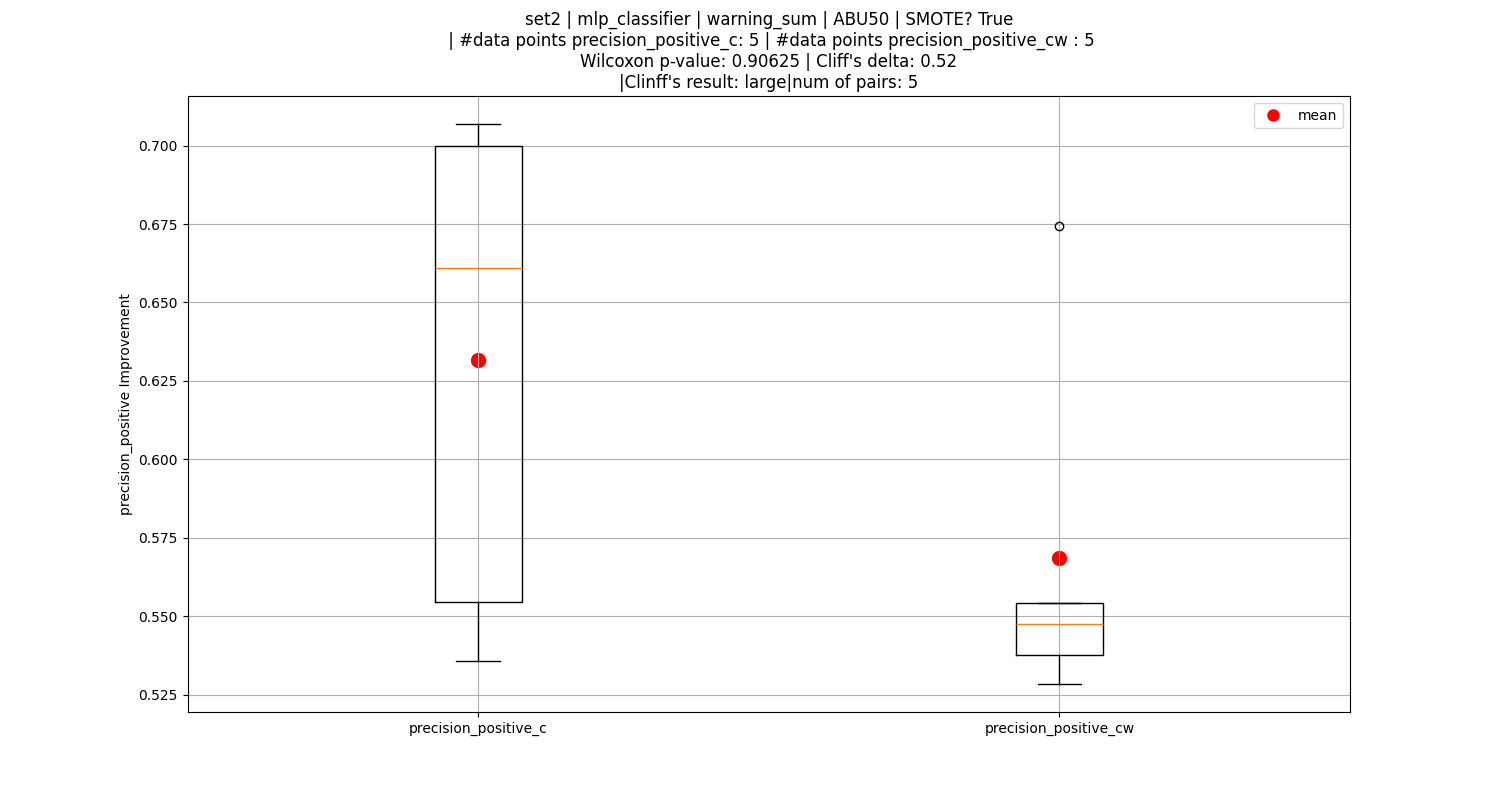 set2 | mlp_classifier | warning_sum | ABU50 | SMOTE? True
| #data points precision_positive_c: 5 | #data points precision_positive_cw : 5
Wilcoxon p-value: 0.90625 | Cliff's delta: 0.52
|Clinff's result: large|num of pairs: 5
mean
0.700
0.675
0.650
0.625
0.600
0.575
0.550
0.525
precision_positive Improvement
precision_positive_c
precision_positive_cw